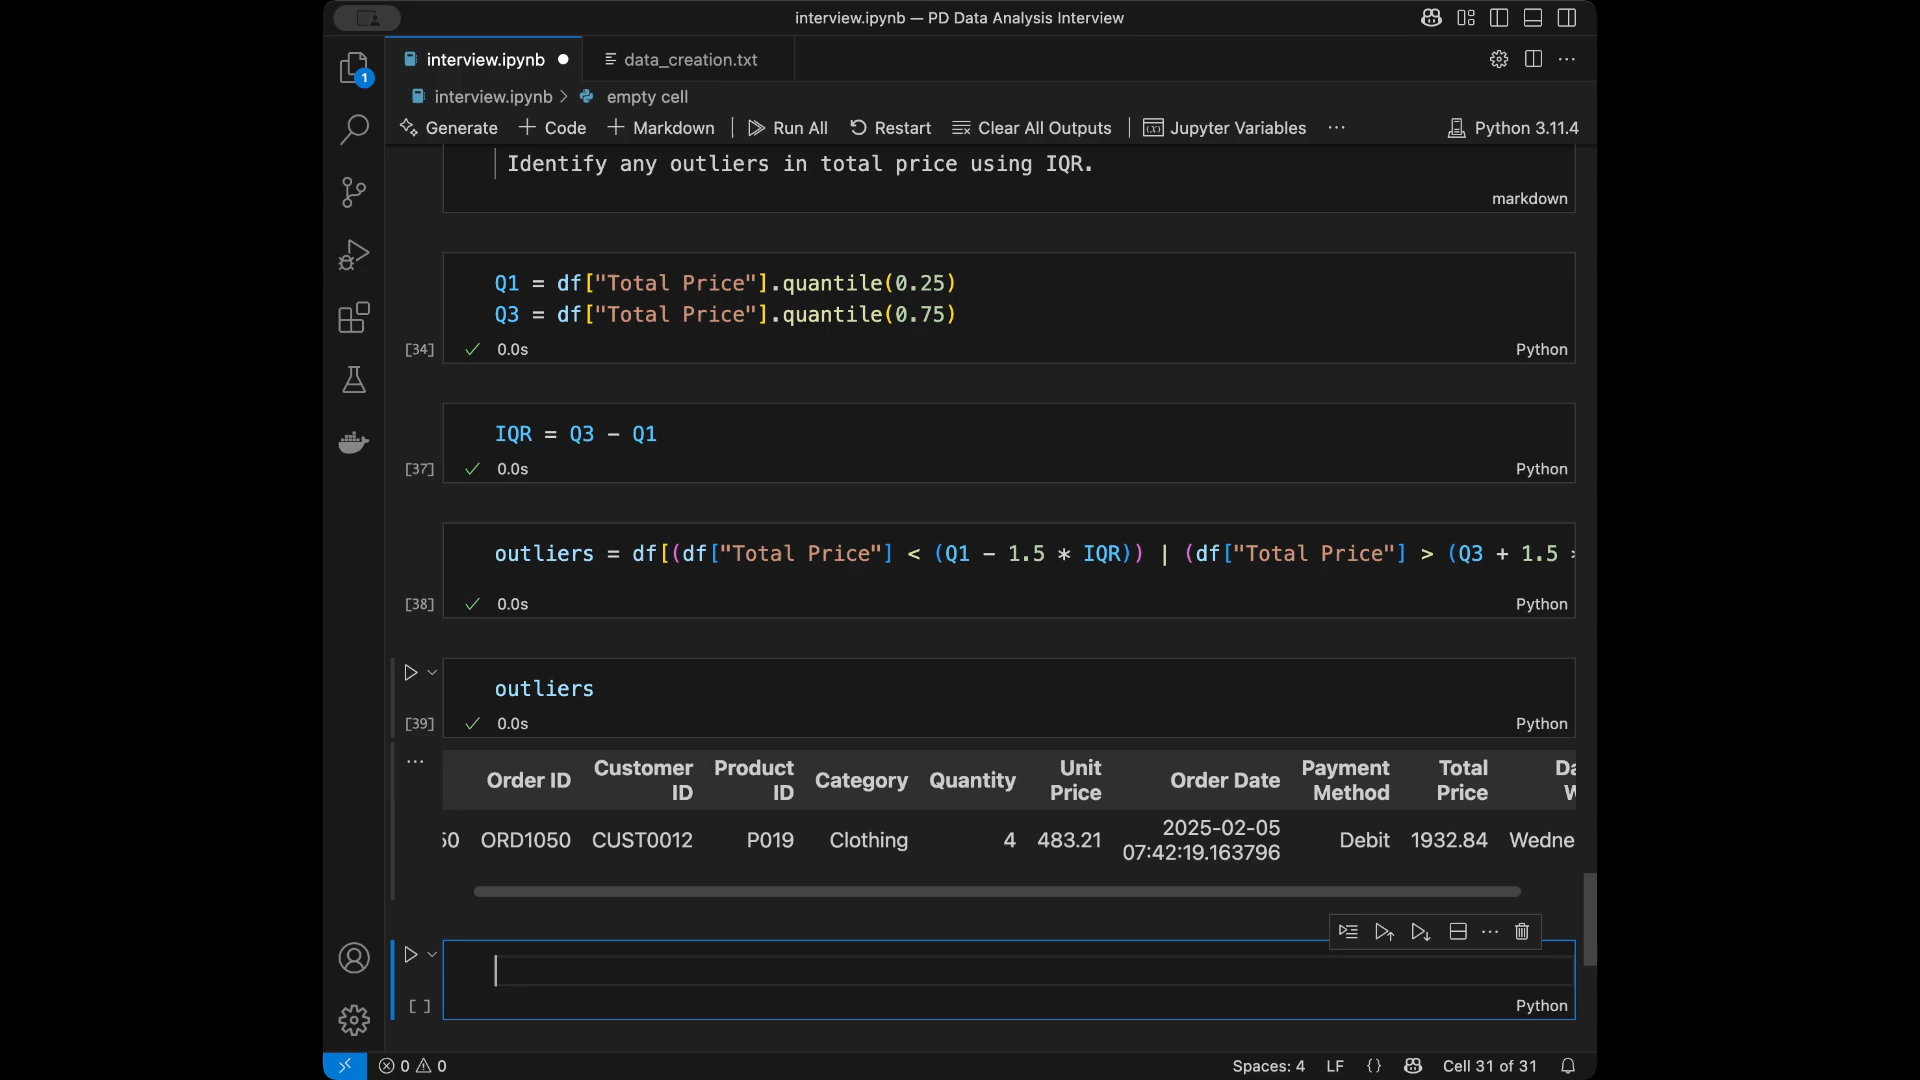 interview.ipynb — PD Data Analysis Interview
interview.ipynb
data_creation.txt
1
interview.ipynb > empty cell
Generate + Code + Markdown | Run All Restart Clear All Outputs | Jupyter Variables ··· Python 3.11.4
Identify any outliers in total price using IQR.
markdown
Q1 = df["Total Price"].quantile(0.25)
Q3 = df["Total Price"].quantile(0.75)
[34] 0.0s Python
IQR = Q3 - Q1
[37] 0.0s Python
outliers = df[(df["Total Price"] < (Q1 - 1.5 * IQR)) | (df["Total Price"] > (Q3 + 1.5
[38] 0.0s Python
outliers
[39] 0.0s Python
Order ID Customer ID Product ID Category Quantity Unit Price Order Date Payment Method Total Price
50 ORD1050 CUST0012 P019 Clothing 4 483.21 2025-02-05 07:42:19.163796 Debit 1932.84 Wedne
[ ] Python
0 0 Spaces: 4 LF {} Cell 31 of 31